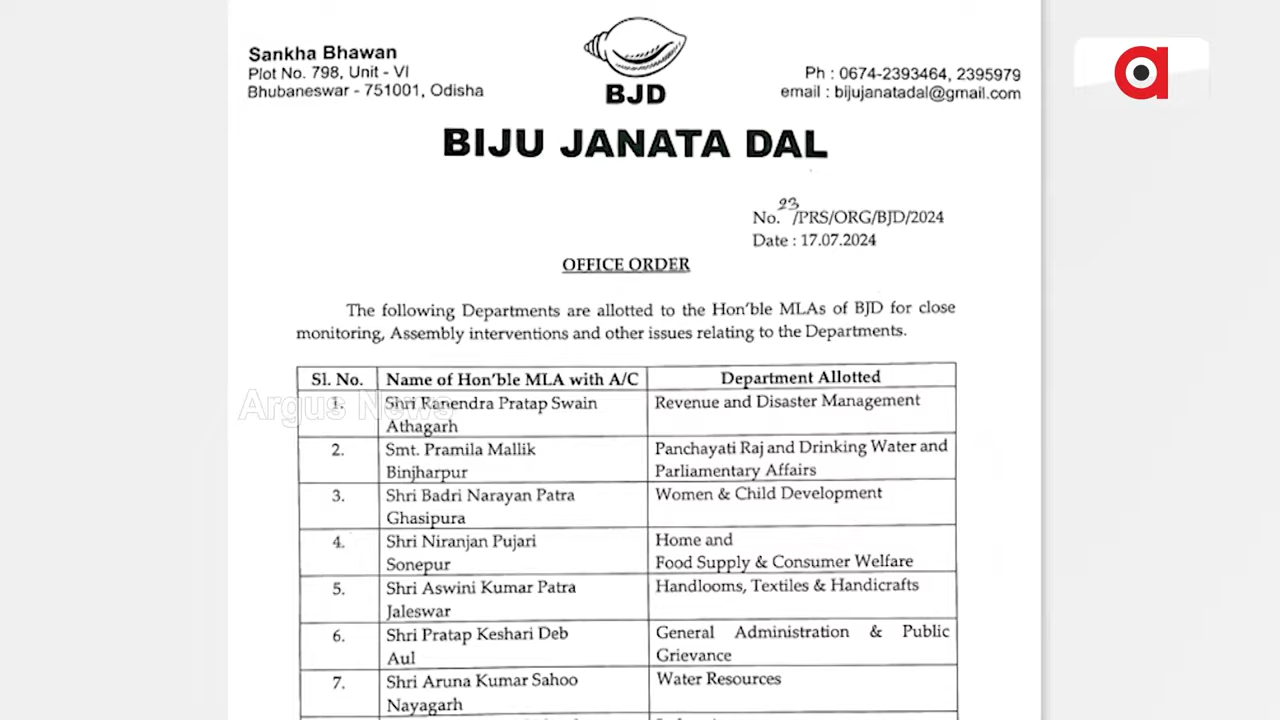 Sankha Bhawan
Plot No. 798, Unit - VI
Bhubaneswar - 751001, Odisha
BJD
Ph : 0674-2393464, 2395979
email : bijujanatadal@gmail.com
BIJU JANATA DAL
No. 23/PRS/ORG/BJD/2024
Date : 17.07.2024
OFFICE ORDER
The following Departments are allotted to the Hon'ble MLAs of BJD for close
monitoring, Assembly interventions and other issues relating to the Departments.
Sl. No. Name of Hon'ble MLA with A/C Department Allotted
1. Shri Ranendra Pratap Swain Revenue and Disaster Management
Athagarh
Argus News
2. Smt. Pramila Mallik Panchayati Raj and Drinking Water and
Binjharpur Parliamentary Affairs
3. Shri Badri Narayan Patra Women & Child Development
Ghasipura
4. Shri Niranjan Pujari Home and
Sonepur Food Supply & Consumer Welfare
5. Shri Aswini Kumar Patra Handlooms, Textiles & Handicrafts
Jaleswar
6. Shri Pratap Keshari Deb General Administration & Public
Aul Grievance
7. Shri Aruna Kumar Sahoo Water Resources
Nayagarh